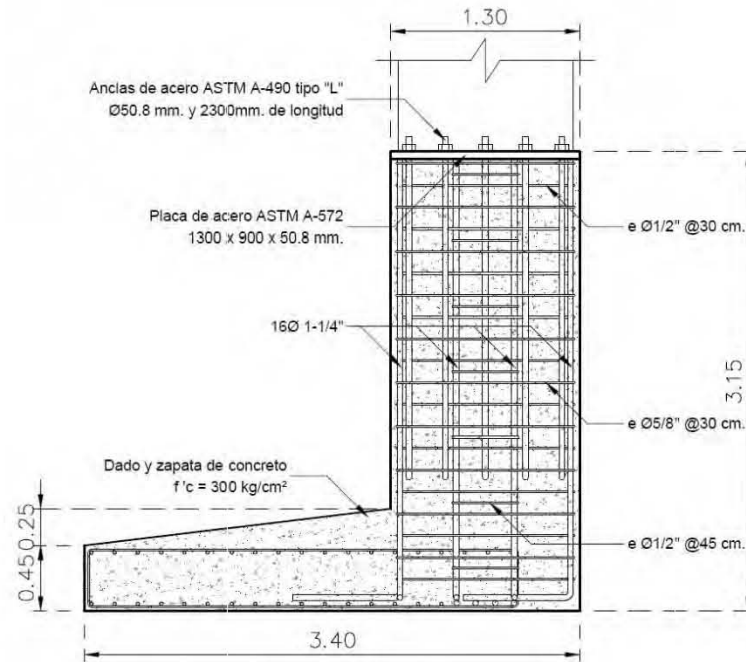 1.30
Anclas de acero ASTM A-490 tipo "L"
Ø50.8 mm. y 2300mm. de longitud
Placa de acero ASTM A-572
1300 x 900 x 50.8 mm.
e Ø1/2" @30 cm.
16Ø 1-1/4"
3.15
e Ø5/8" @30 cm.
Dado y zapata de concreto
f 'c = 300 kg/cm²
0.25
0.45
e Ø1/2" @45 cm.
3.40